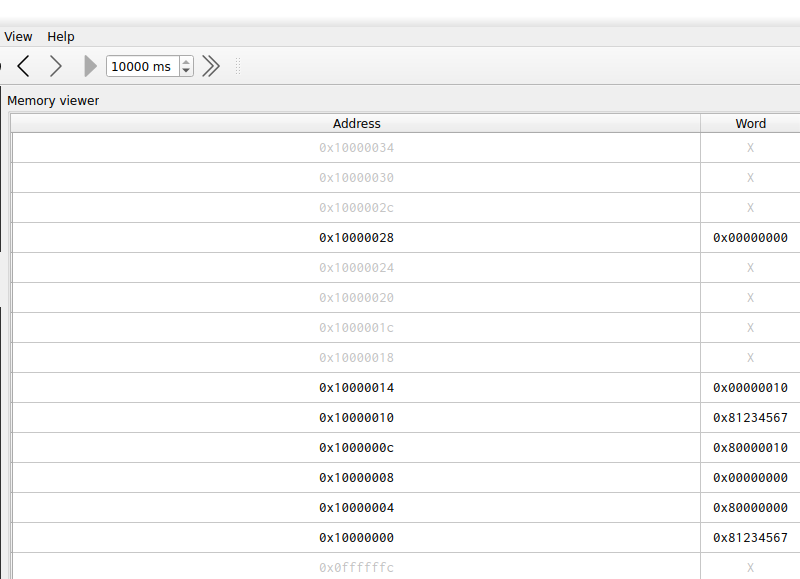 View Help
10000 ms
Memory viewer
Address Word
0x10000034 X
0x10000030 X
0x1000002c X
0x10000028 0x00000000
0x10000024 X
0x10000020 X
0x1000001c X
0x10000018 X
0x10000014 0x00000010
0x10000010 0x81234567
0x1000000c 0x80000010
0x10000008 0x00000000
0x10000004 0x80000000
0x10000000 0x81234567
0x0ffffffc X